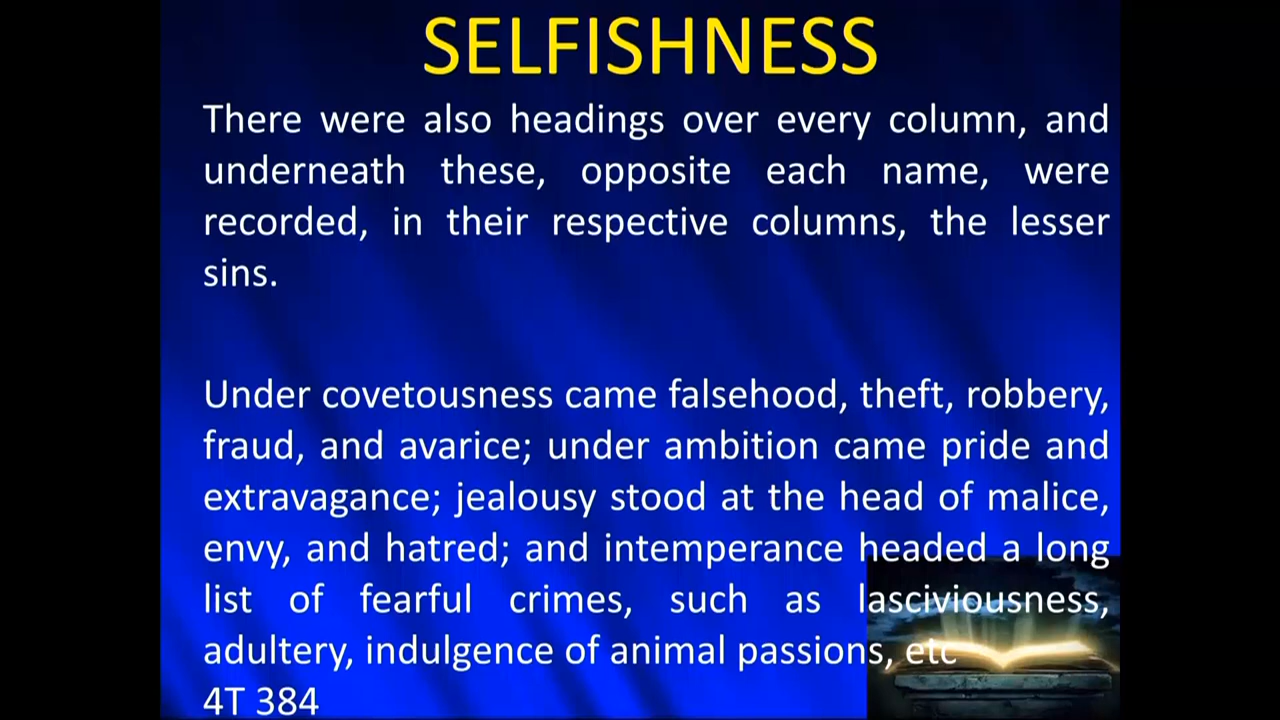 SELFISHNESS
There were also headings over every column, and
underneath these, opposite each name, were
recorded, in their respective columns, the lesser
sins.
Under covetousness came falsehood, theft, robbery,
fraud, and avarice; under ambition came pride and
extravagance; jealousy stood at the head of malice,
envy, and hatred; and intemperance headed a long
list of fearful crimes, such as lasciviousness,
adultery, indulgence of animal passions, etc
4T 384